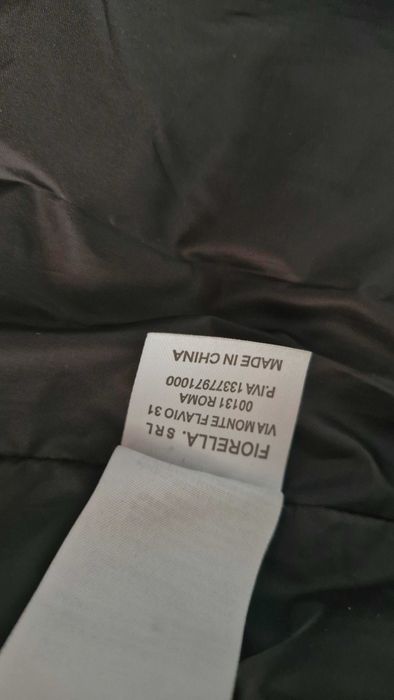 FIORELLA. SRL
VIA MONTE FLAVIO 31
00131 ROMA
P.IVA 13377971000
MADE IN CHINA